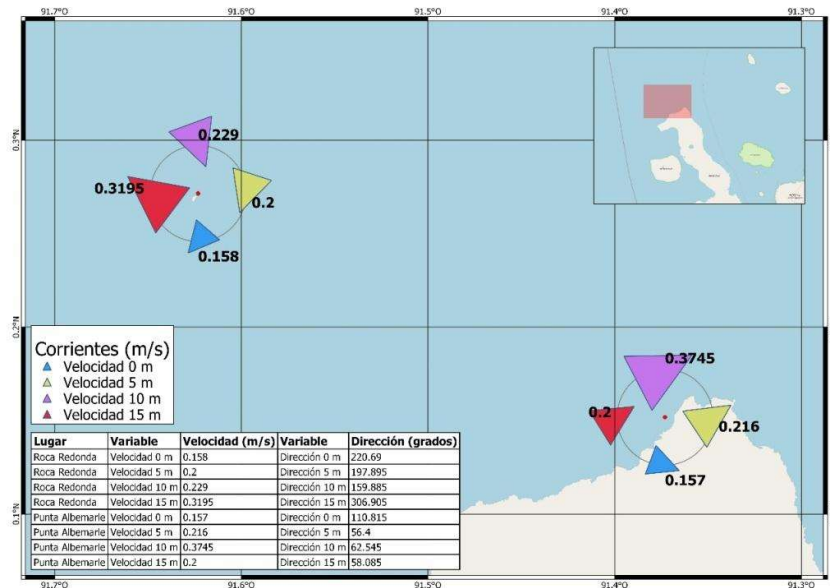 91.7°O 91.6°O 91.5°O 91.4°O 91.3°O
0.3°N
0.229
0.3195
0.2
0.158
0.2°N
0.3745
0.2
0.216
0.157
0.1°N
Corrientes (m/s)
Velocidad 0 m
Velocidad 5 m
Velocidad 10 m
Velocidad 15 m
Lugar Variable Velocidad (m/s) Variable Dirección (grados)
Roca Redonda Velocidad 0 m 0.158 Dirección 0 m 220.69
Roca Redonda Velocidad 5 m 0.2 Dirección 5 m 197.895
Roca Redonda Velocidad 10 m 0.229 Dirección 10 m 159.885
Roca Redonda Velocidad 15 m 0.3195 Dirección 15 m 306.905
Punta Albemarle Velocidad 0 m 0.157 Dirección 0 m 110.815
Punta Albemarle Velocidad 5 m 0.216 Dirección 5 m 56.4
Punta Albemarle Velocidad 10 m 0.3745 Dirección 10 m 62.545
Punta Albemarle Velocidad 15 m 0.2 Dirección 15 m 58.085
91.7°O 91.6°O 91.5°O 91.4°O 91.3°O